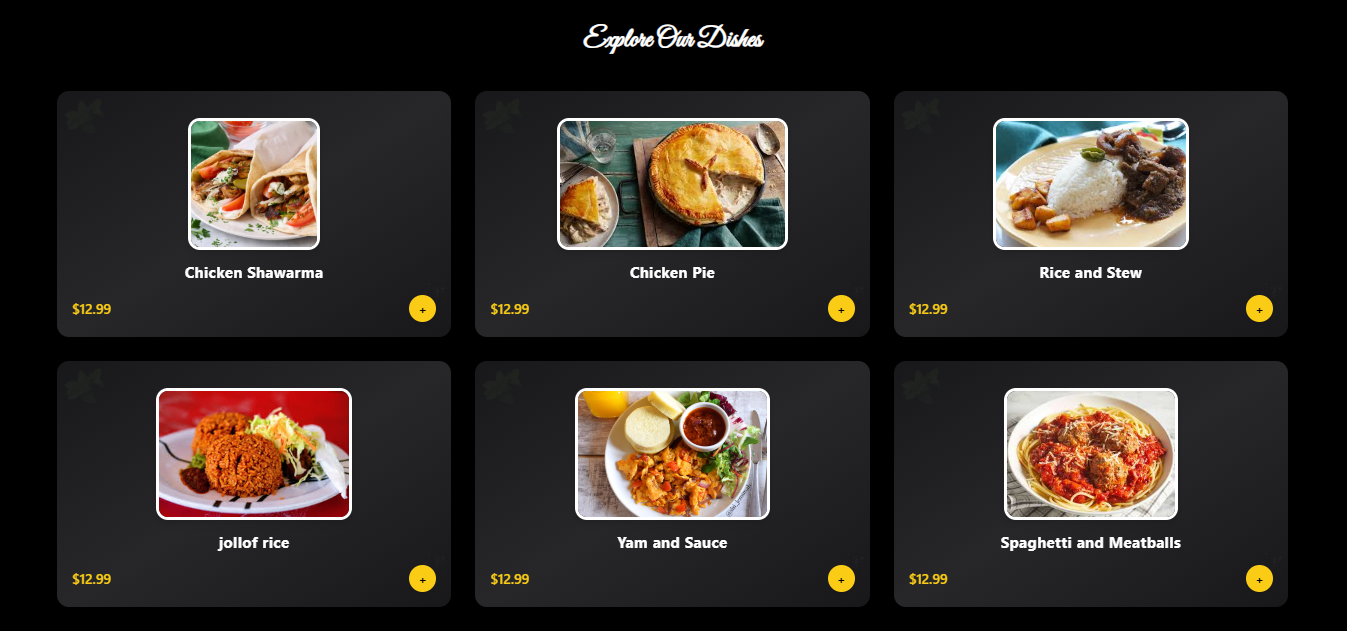 Explore Our Dishes
Chicken Shawarma
$12.99
+
Chicken Pie
$12.99
+
Rice and Stew
$12.99
+
jollof rice
$12.99
+
Yam and Sauce
$12.99
+
Spaghetti and Meatballs
$12.99
+